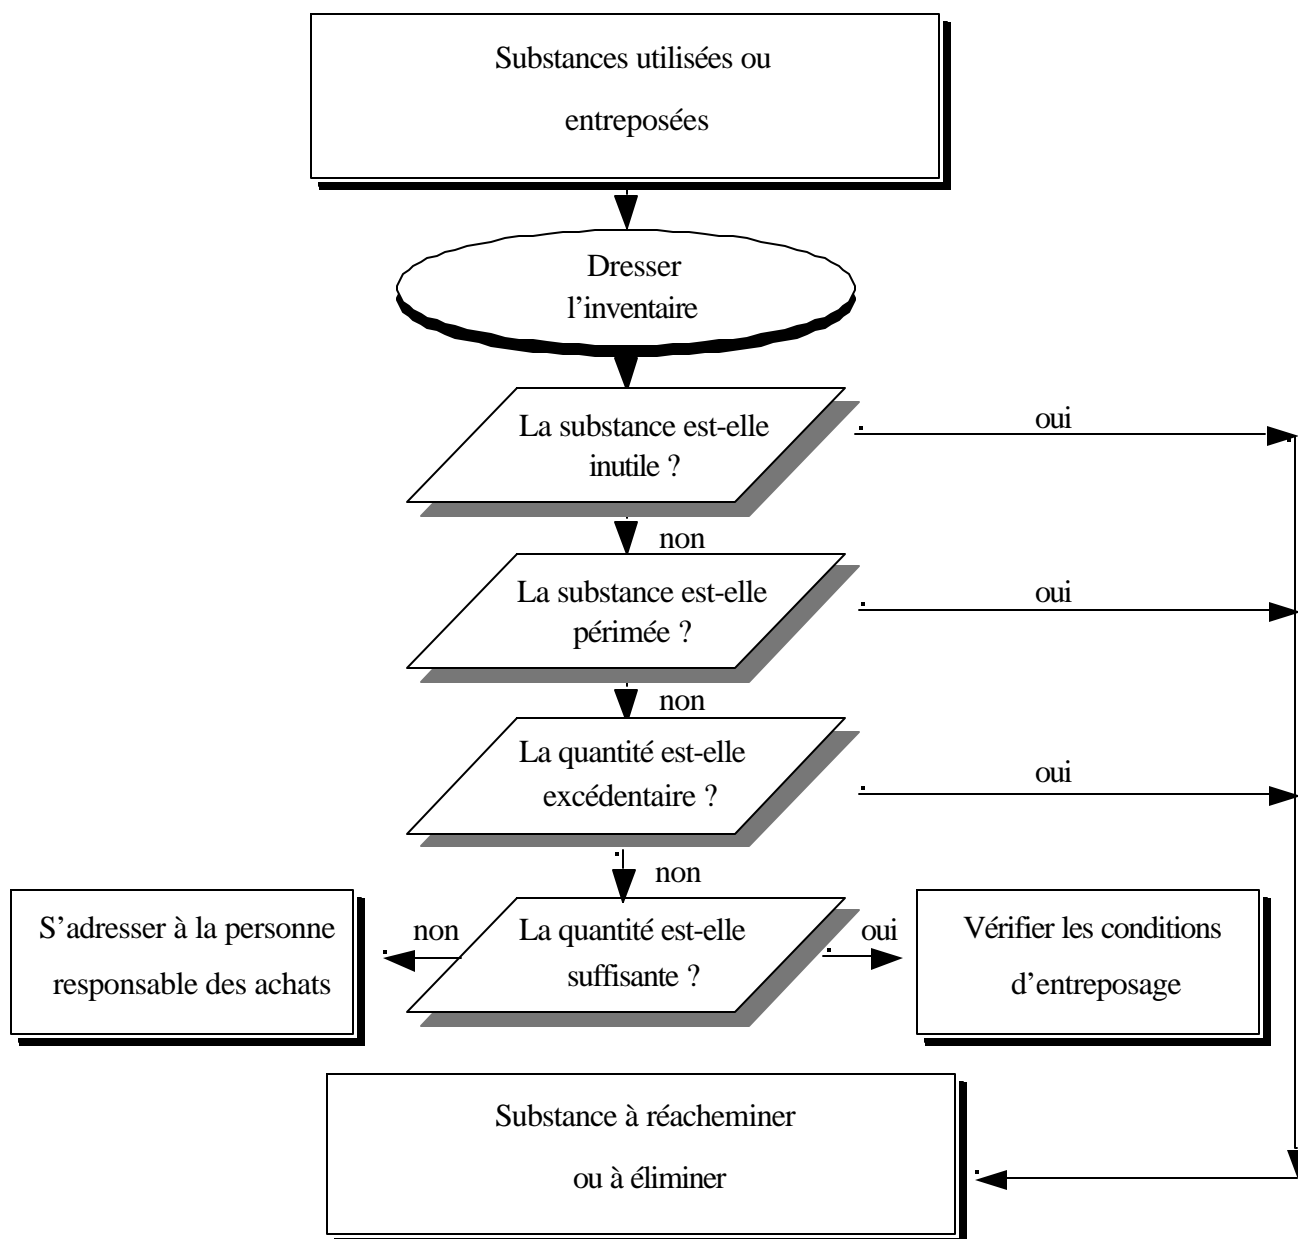 Substances utilisées ou
entreposées
Dresser
l’inventaire
La substance est-elle
inutile ?
oui
non
La substance est-elle
périmée ?
oui
non
La quantité est-elle
excédentaire ?
oui
non
S’adresser à la personne
responsable des achats
non
La quantité est-elle
suffisante ?
oui
Vérifier les conditions
d’entreposage
Substance à réacheminer
ou à éliminer